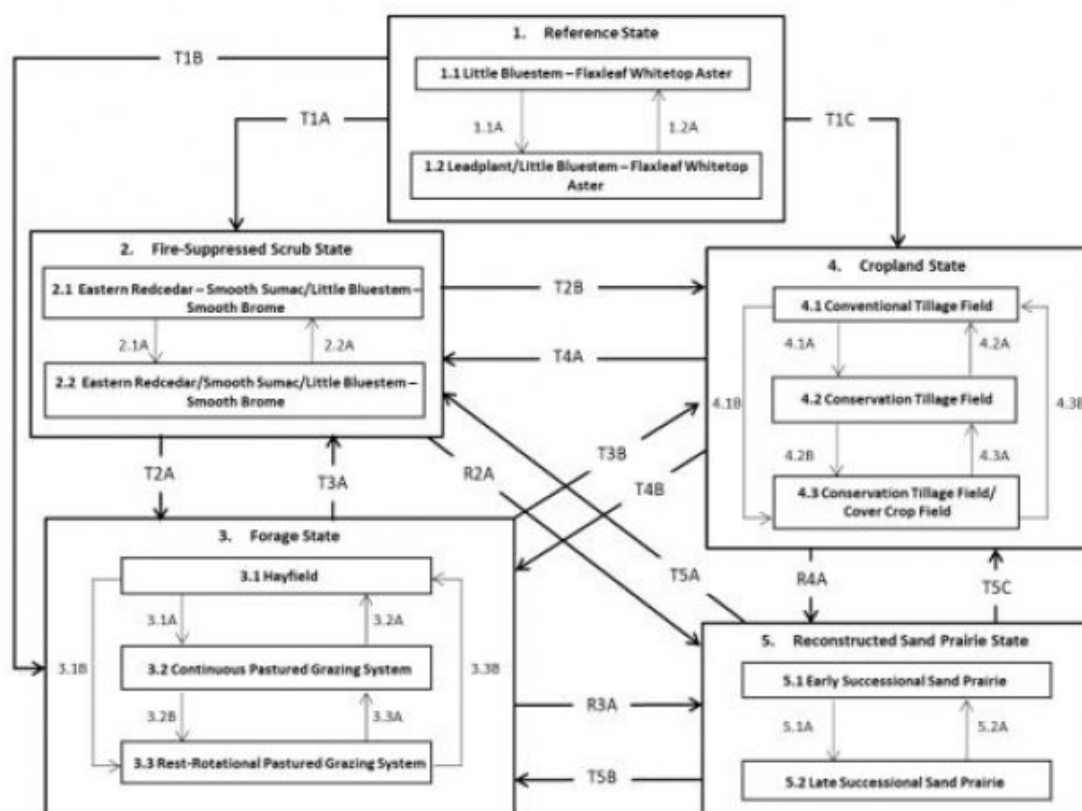 1. Reference State
T1B
1.1 Little Bluestem – Flaxleaf Whitetop Aster
T1A
1.1A
1.2A
T1C
1.2 Leadplant/Little Bluestem – Flaxleaf Whitetop
Aster
2. Fire-Suppressed Scrub State
2.1 Eastern Redcedar – Smooth Sumac/Little Bluestem –
Smooth Brome
2.1A
2.2A
2.2 Eastern Redcedar/Smooth Sumac/Little Bluestem –
Smooth Brome
T2B
T4A
4. Cropland State
4.1 Conventional Tillage Field
4.1A
4.2A
4.1B
4.2 Conservation Tillage Field
4.3B
4.2B
4.3A
4.3 Conservation Tillage Field/
Cover Crop Field
T2A
T3A
R2A
T3B
T4B
T5A
R4A
T5C
3. Forage State
3.1 Hayfield
3.1A
3.2A
3.1B
3.2 Continuous Pastured Grazing System
3.3B
3.2B
3.3A
3.3 Rest-Rotational Pastured Grazing System
R3A
T5B
5. Reconstructed Sand Prairie State
5.1 Early Successional Sand Prairie
5.1A
5.2A
5.2 Late Successional Sand Prairie